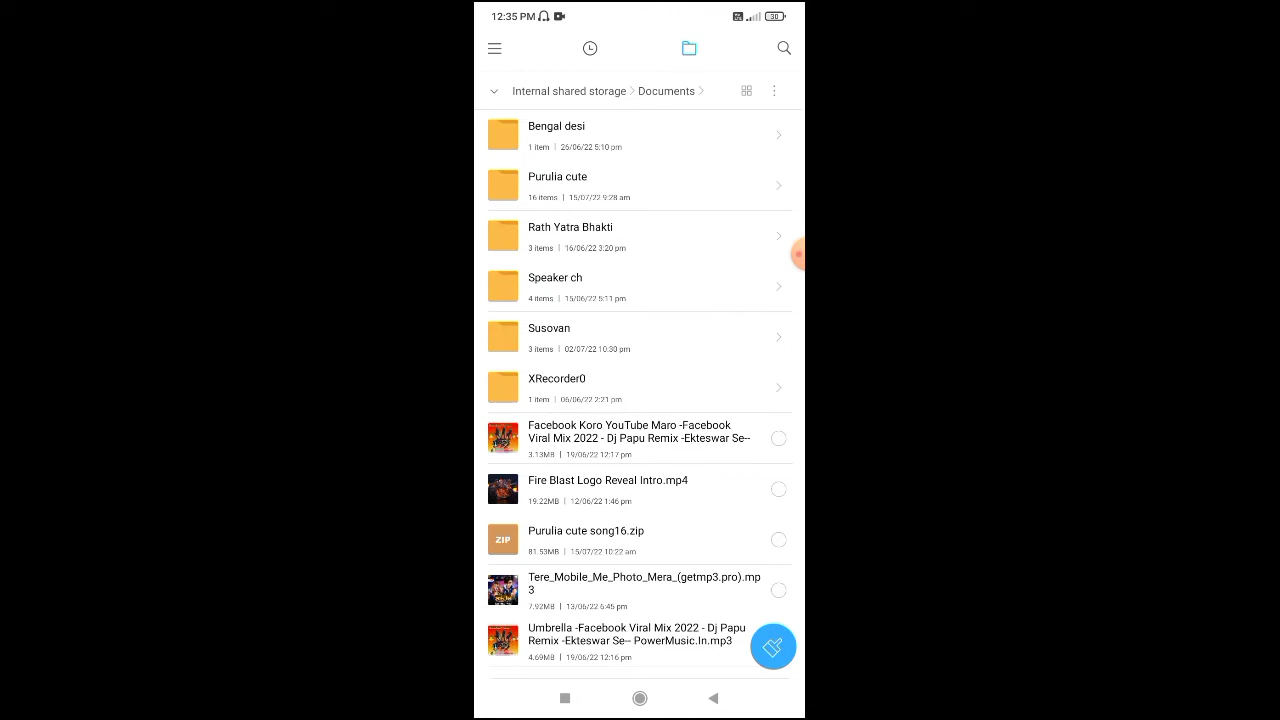 12:35 PM
30
Internal shared storage > Documents >
Bengal desi
1 item | 26/06/22 5:10 pm
Purulia cute
16 items | 15/07/22 9:28 am
Rath Yatra Bhakti
3 items | 16/06/22 3:20 pm
Speaker ch
4 items | 15/06/22 5:11 pm
Susovan
3 items | 02/07/22 10:30 pm
XRecorder0
1 item | 06/06/22 2:21 pm
Facebook Koro YouTube Maro -Facebook
Viral Mix 2022 - Dj Papu Remix -Ekteswar Se--
3.13MB | 19/06/22 12:17 pm
Fire Blast Logo Reveal Intro.mp4
19.22MB | 12/06/22 1:46 pm
ZIP
Purulia cute song16.zip
81.53MB | 15/07/22 10:22 am
Tere_Mobile_Me_Photo_Mera_(getmp3.pro).mp
3
7.92MB | 13/06/22 6:45 pm
Umbrella -Facebook Viral Mix 2022 - Dj Papu
Remix -Ekteswar Se-- PowerMusic.In.mp3
4.69MB | 19/06/22 12:16 pm